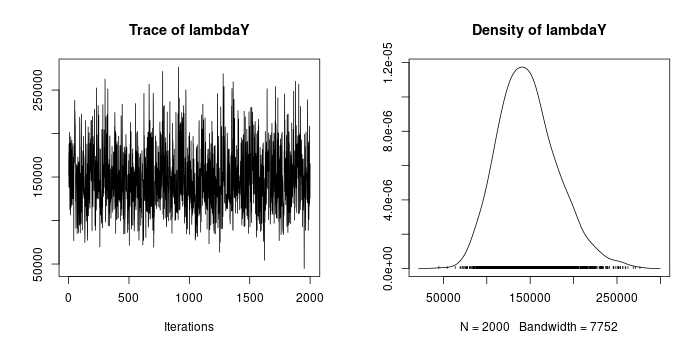 Trace of lambdaY
250000
150000
50000
0 500 1000 1500 2000
Iterations
Density of lambdaY
1.2e-05
8.0e-06
4.0e-06
0.0e+00
50000 150000 250000
N = 2000 Bandwidth = 7752